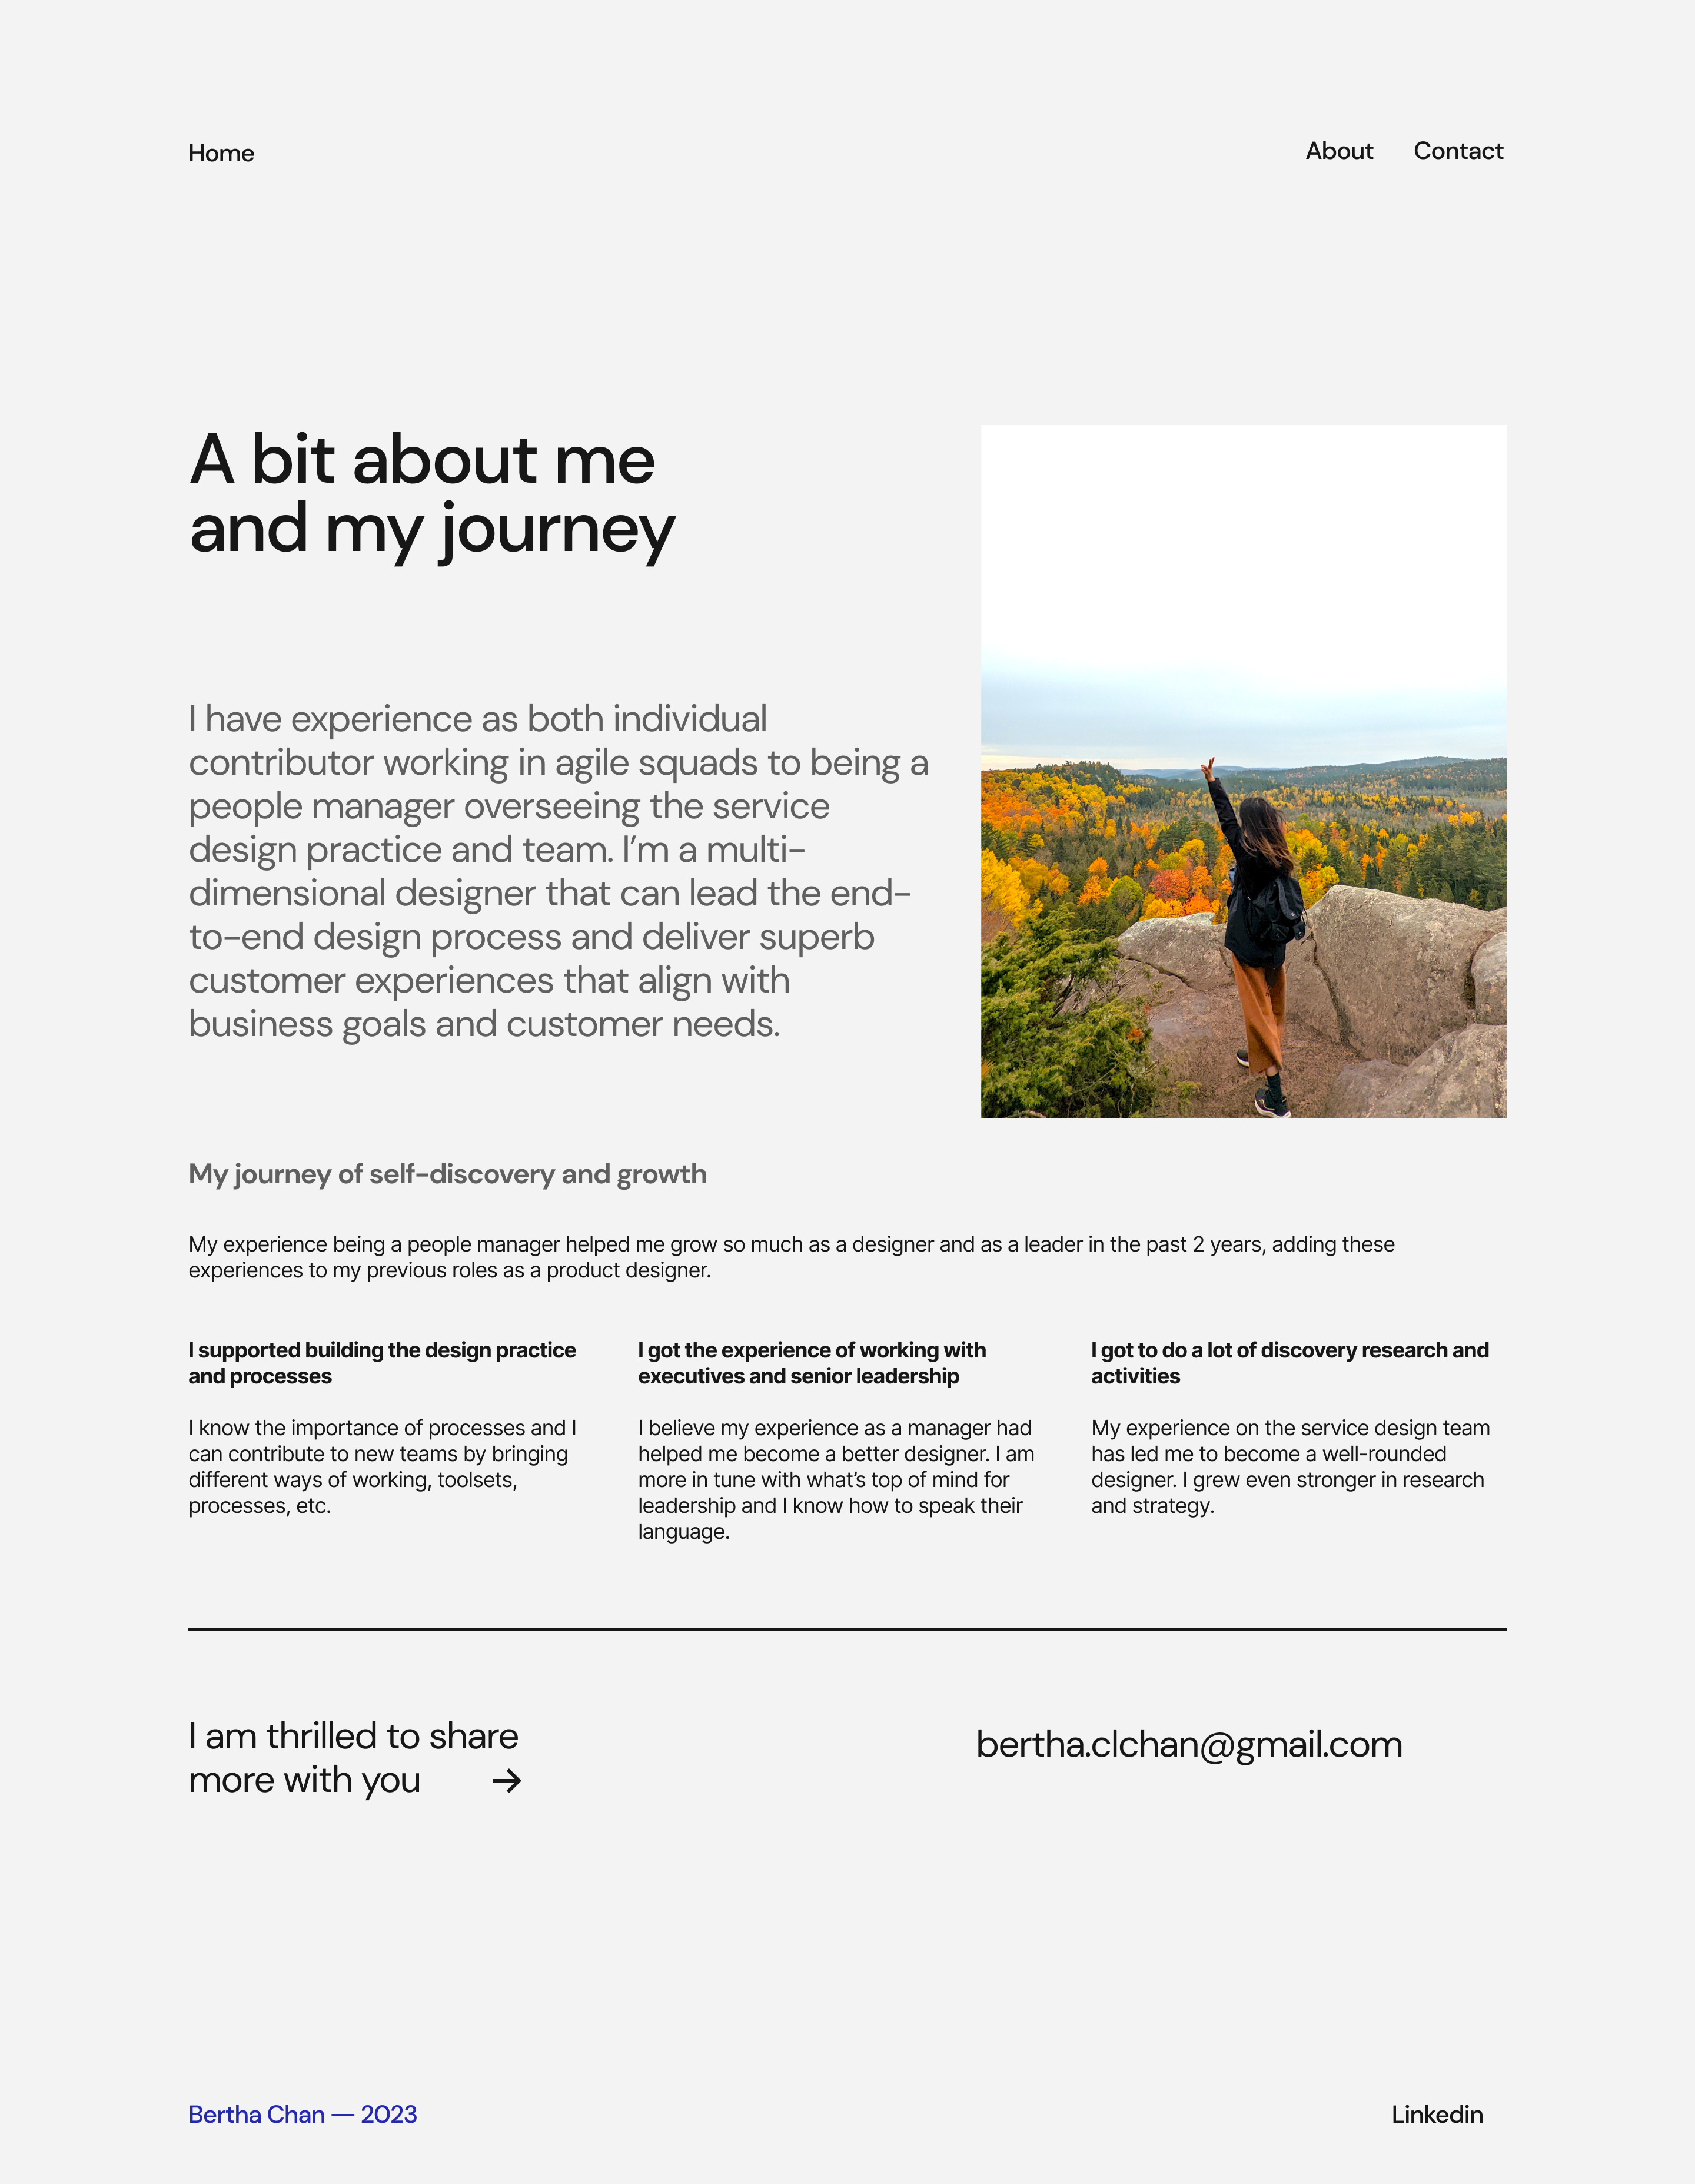 Home
About Contact
A bit about me
and my journey
I have experience as both individual
contributor working in agile squads to being a
people manager overseeing the service
design practice and team. I’m a multi-
dimensional designer that can lead the end-
to-end design process and deliver superb
customer experiences that align with
business goals and customer needs.
My journey of self-discovery and growth
My experience being a people manager helped me grow so much as a designer and as a leader in the past 2 years, adding these
experiences to my previous roles as a product designer.
I supported building the design practice
and processes
I know the importance of processes and I
can contribute to new teams by bringing
different ways of working, toolsets,
processes, etc.
I got the experience of working with
executives and senior leadership
I believe my experience as a manager had
helped me become a better designer. I am
more in tune with what’s top of mind for
leadership and I know how to speak their
language.
I got to do a lot of discovery research and
activities
My experience on the service design team
has led me to become a well-rounded
designer. I grew even stronger in research
and strategy.
I am thrilled to share
more with you →
bertha.clchan@gmail.com
Bertha Chan — 2023
Linkedin